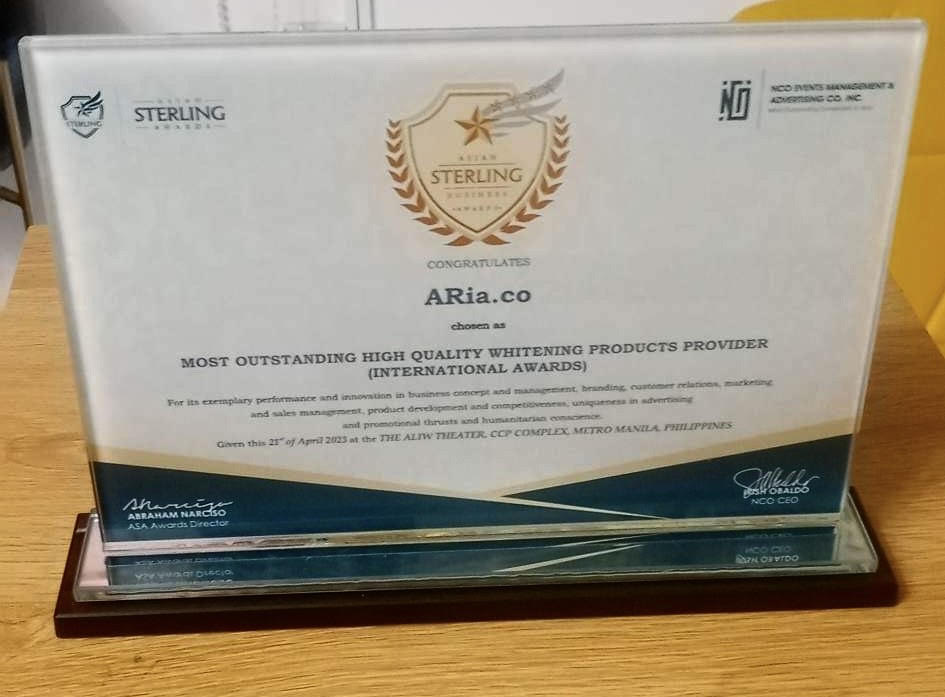 STERLING
ASIAN
STERLING
AWARDS
NCO EVENTS MANAGEMENT &
ADVERTISING CO. INC.
ASIAN
STERLING
BUSINESS
AWARDS
CONGRATULATES
ARia.co
chosen as
MOST OUTSTANDING HIGH QUALITY WHITENING PRODUCTS PROVIDER
(INTERNATIONAL AWARDS)
For its exemplary performance and innovation in business concept and management, branding, customer relations, marketing
and sales management, product development and competitiveness, uniqueness in advertising
and promotional thrusts and humanitarian conscience.
Given this 21st of April 2023 at the THE ALIW THEATER, CCP COMPLEX, METRO MANILA, PHILIPPINES
ABRAHAM NARCISO
ASA Awards Director
OBALDO
NCO CEO